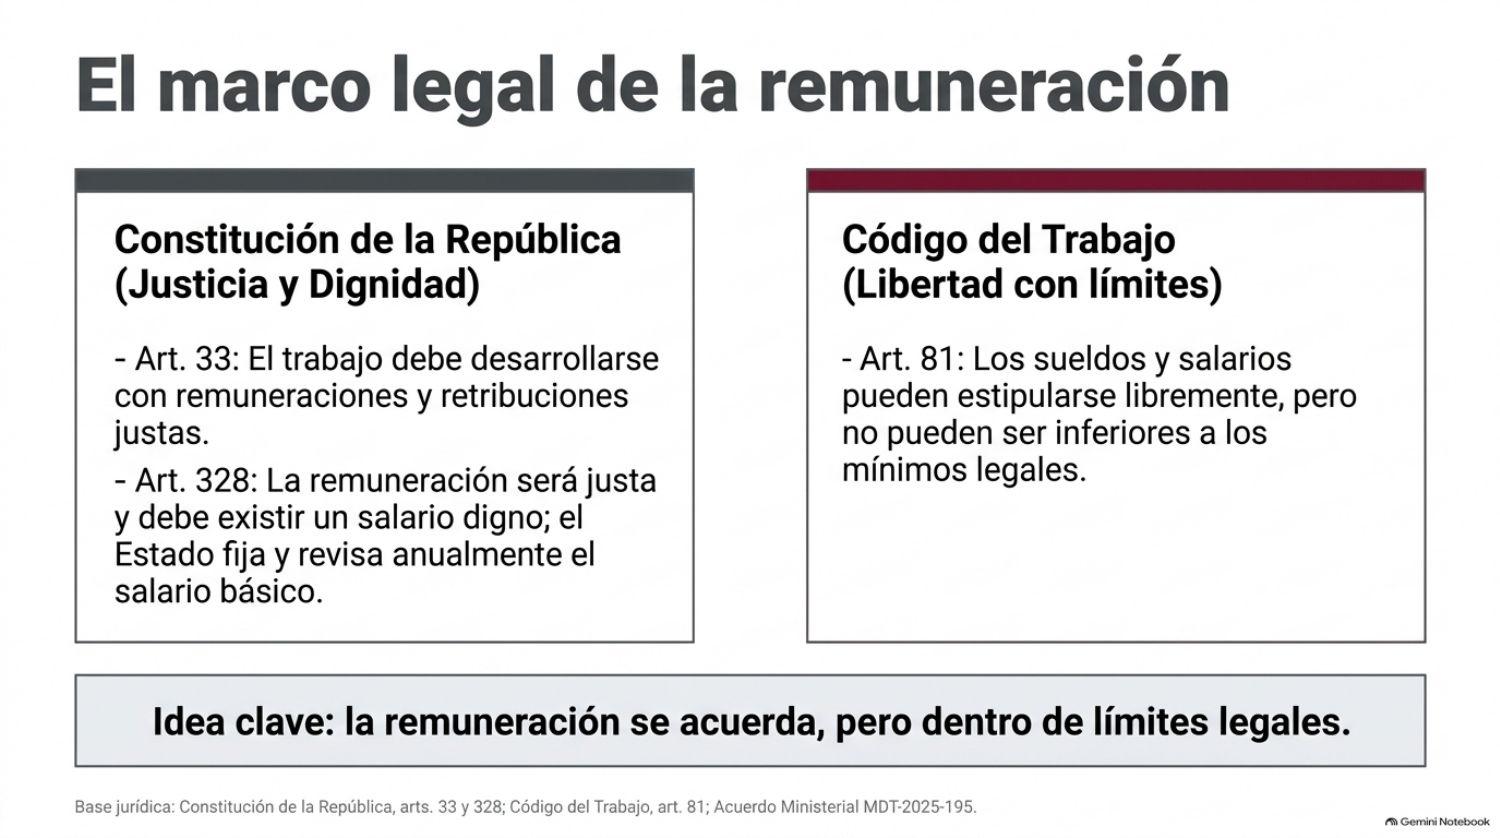 El marco legal de la remuneración
Constitución de la República
(Justicia y Dignidad)
- Art. 33: El trabajo debe desarrollarse
con remuneraciones y retribuciones
justas.
- Art. 328: La remuneración será justa
y debe existir un salario digno; el
Estado fija y revisa anualmente el
salario básico.
Código del Trabajo
(Libertad con límites)
- Art. 81: Los sueldos y salarios
pueden estipularse libremente, pero
no pueden ser inferiores a los
mínimos legales.
Idea clave: la remuneración se acuerda, pero dentro de límites legales.
Base jurídica: Constitución de la República, arts. 33 y 328; Código del Trabajo, art. 81; Acuerdo Ministerial MDT-2025-195.
Gemini Notebook